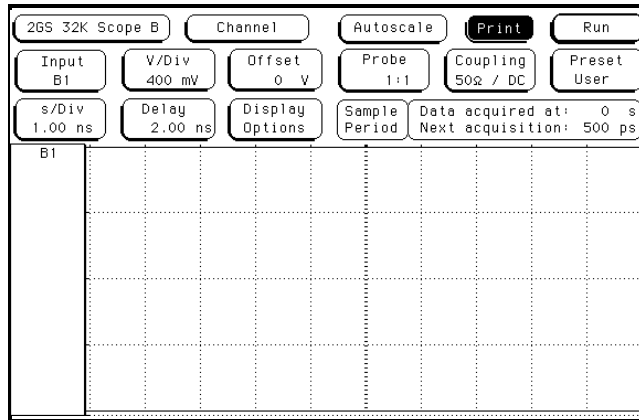 2GS 32K Scope B
Channel
Autoscale
Print
Run
Input
B1
V/Div
400 mV
Offset
0 V
Probe
1:1
Coupling
50Ω / DC
Preset
User
s/Div
1.00 ns
Delay
2.00 ns
Display
Options
Sample
Period
Data acquired at: 0 s
Next acquisition: 500 ps
B1